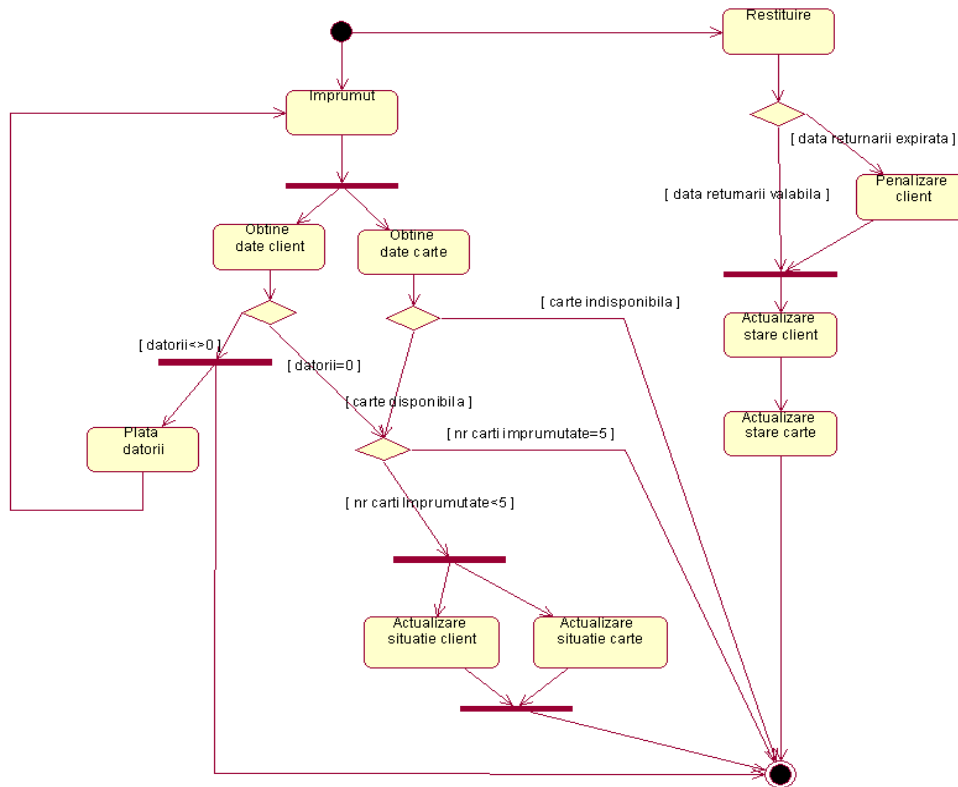 Restituire
Imprumut
[ data returnarii expirata ]
Penalizare
client
[ data returnarii valabila ]
Obtine
date client
Obtine
date carte
[ carte indisponibila ]
Actualizare
stare client
[ datorii<>0 ]
[ datorii=0 ]
[ carte disponibila ]
Actualizare
stare carte
Plata
datorii
[ nr carti imprumutate=5 ]
[ nr carti imprumutate<5 ]
Actualizare
situatie client
Actualizare
situatie carte